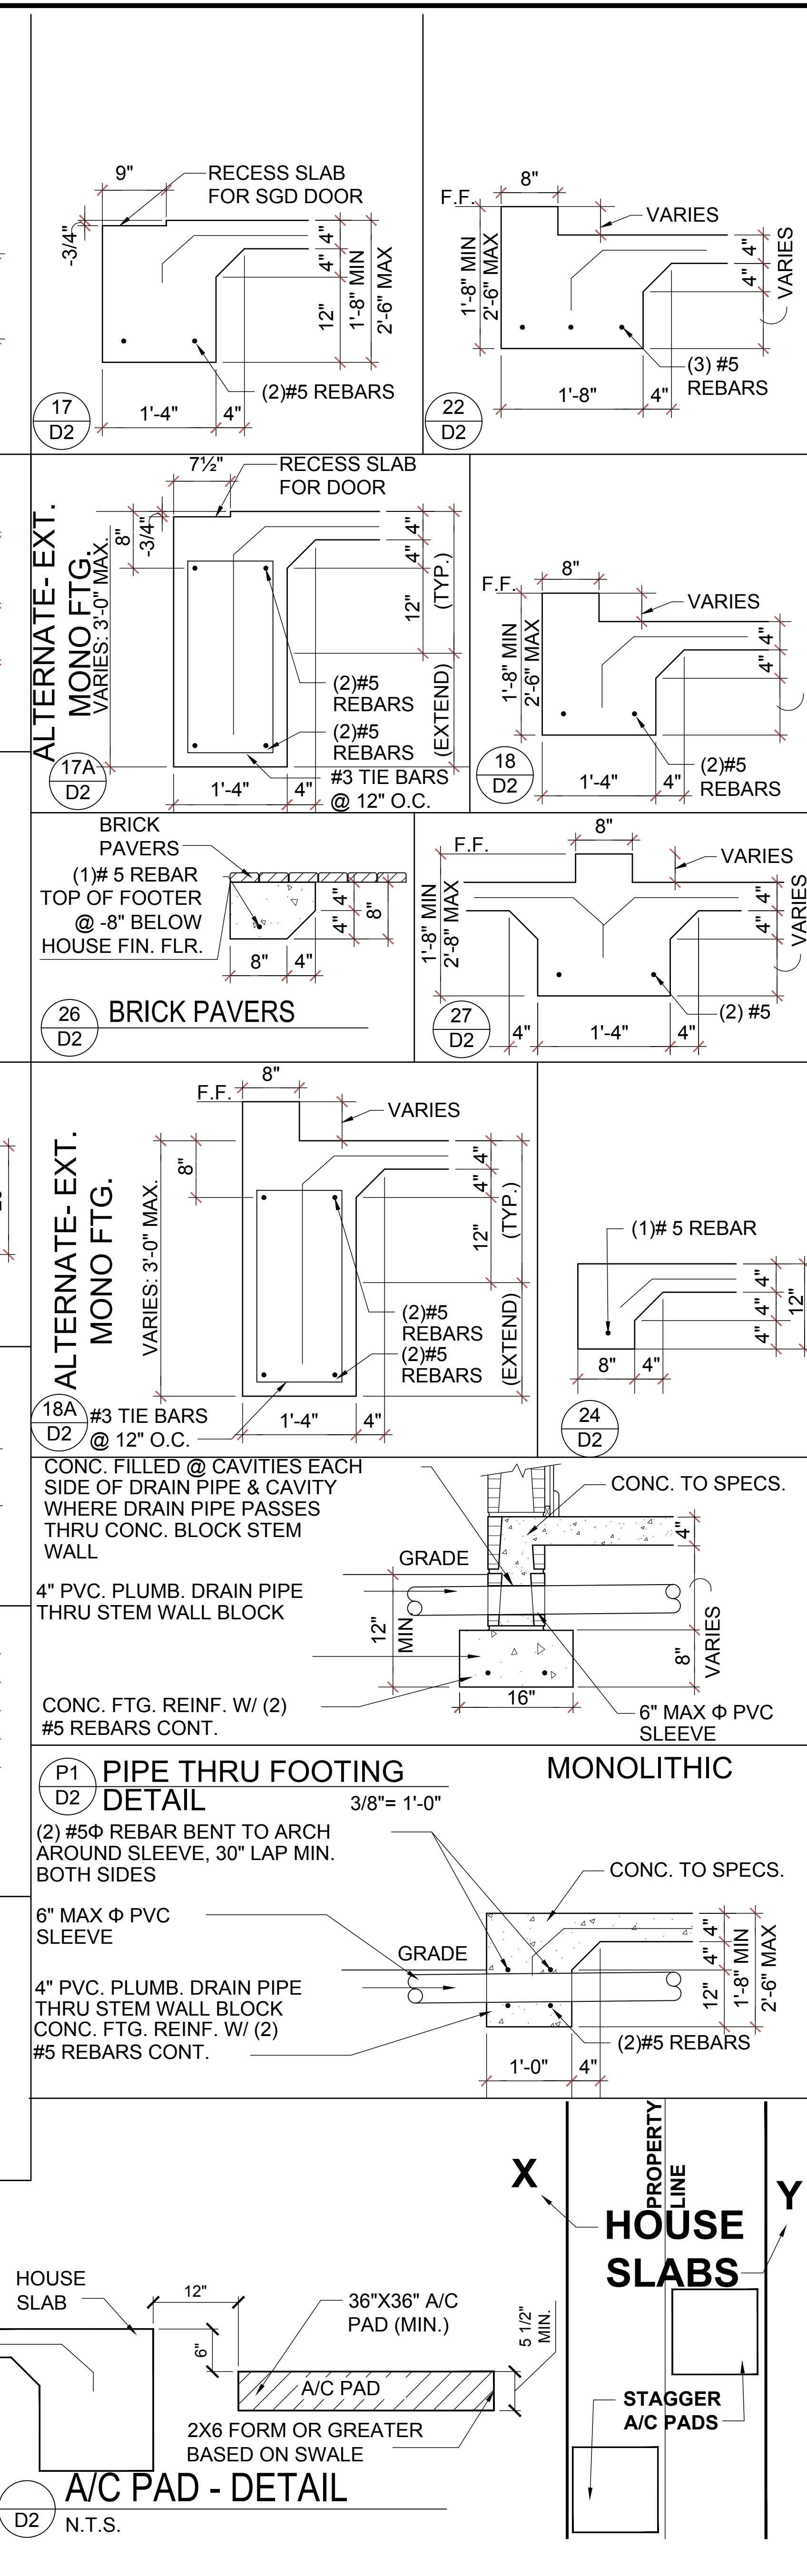 9"
RECESS SLAB
FOR SGD DOOR
-3/4"
4"
4"
12"
1'-8" MIN
2'-6" MAX
(2)#5 REBARS
1'-4"
4"
17
D2
8"
F.F.
VARIES
1'-8" MIN
2'-6" MAX
4"
4"
VARIES
(3) #5
REBARS
1'-8"
4"
22
D2
7½"
RECESS SLAB
FOR DOOR
ALTERNATE- EXT.
MONO FTG.
VARIES: 3'-0" MAX.
8"
-3/4"
4"
4"
12"
(TYP.)
(EXTEND)
(2)#5
REBARS
(2)#5
REBARS
#3 TIE BARS
@ 12" O.C.
1'-4"
4"
17A
D2
8"
F.F.
VARIES
1'-8" MIN
2'-6" MAX
4"
4"
(2)#5
REBARS
1'-4"
4"
18
D2
BRICK
PAVERS
(1)# 5 REBAR
TOP OF FOOTER
@ -8" BELOW
HOUSE FIN. FLR.
4"
4"
8"
8"
4"
26
D2
BRICK PAVERS
8"
F.F.
VARIES
1'-8" MIN
2'-8" MAX
4"
4"
VARIES
(2) #5
4"
1'-4"
4"
27
D2
8"
F.F.
VARIES
ALTERNATE- EXT.
MONO FTG.
VARIES: 3'-0" MAX.
8"
4"
4"
12"
(TYP.)
(EXTEND)
(2)#5
REBARS
(2)#5
REBARS
#3 TIE BARS
@ 12" O.C.
1'-4"
4"
18A
D2
(1)# 5 REBAR
4"
4"
4"
12"
8"
4"
24
D2
CONC. FILLED @ CAVITIES EACH
SIDE OF DRAIN PIPE & CAVITY
WHERE DRAIN PIPE PASSES
THRU CONC. BLOCK STEM
WALL
CONC. TO SPECS.
GRADE
4" PVC. PLUMB. DRAIN PIPE
THRU STEM WALL BLOCK
12"
MIN
4"
8"
VARIES
16"
CONC. FTG. REINF. W/ (2)
#5 REBARS CONT.
6" MAX Φ PVC
SLEEVE
P1
D2
PIPE THRU FOOTING
DETAIL
3/8"= 1'-0"
MONOLITHIC
(2) #5Φ REBAR BENT TO ARCH
AROUND SLEEVE, 30" LAP MIN.
BOTH SIDES
CONC. TO SPECS.
6" MAX Φ PVC
SLEEVE
GRADE
4" PVC. PLUMB. DRAIN PIPE
THRU STEM WALL BLOCK
CONC. FTG. REINF. W/ (2)
#5 REBARS CONT.
4"
4"
12"
1'-8" MIN
2'-6" MAX
(2)#5 REBARS
1'-0"
4"
X
PROPERTY
LINE
Y
HOUSE
SLABS
HOUSE
SLAB
12"
6"
36"X36" A/C
PAD (MIN.)
5 1/2"
MIN.
A/C PAD
2X6 FORM OR GREATER
BASED ON SWALE
STAGGER
A/C PADS
D2
A/C PAD - DETAIL
N.T.S.